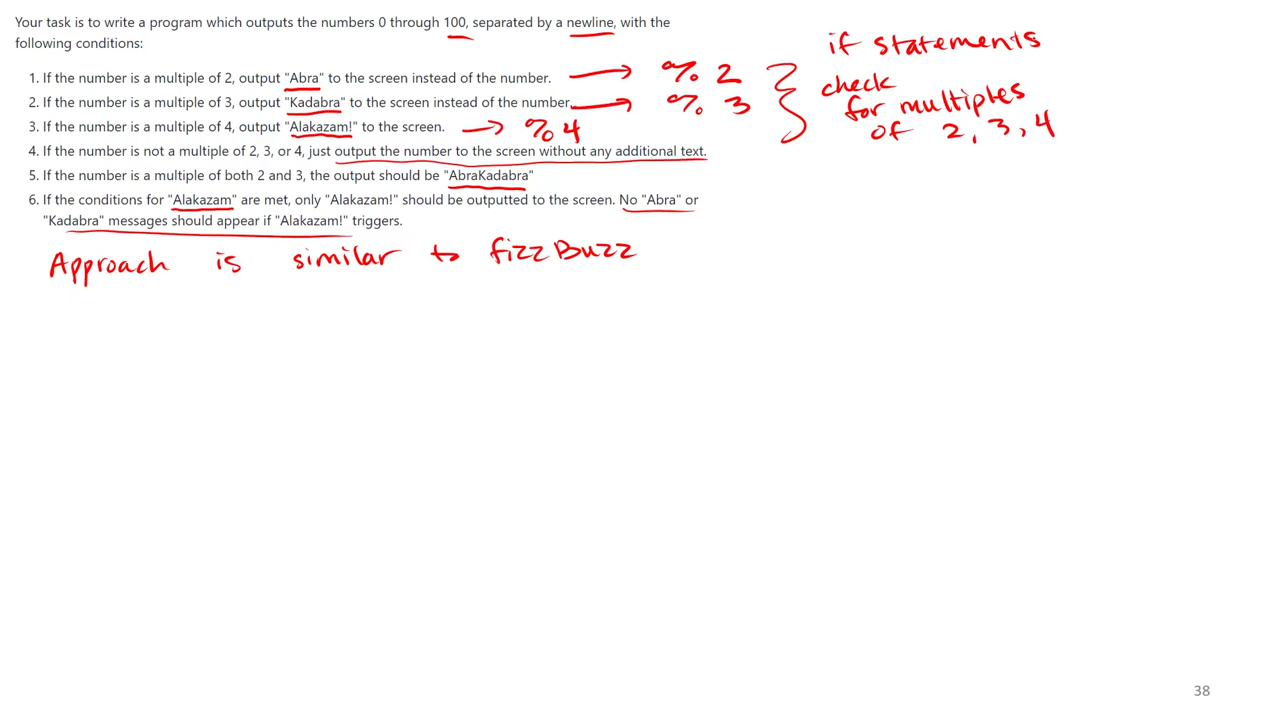 Your task is to write a program which outputs the numbers 0 through 100, separated by a newline, with the
following conditions:
1. If the number is a multiple of 2, output "Abra" to the screen instead of the number.
2. If the number is a multiple of 3, output "Kadabra" to the screen instead of the number.
3. If the number is a multiple of 4, output "Alakazam!" to the screen.
4. If the number is not a multiple of 2, 3, or 4, just output the number to the screen without any additional text.
5. If the number is a multiple of both 2 and 3, the output should be "AbraKadabra"
6. If the conditions for "Alakazam" are met, only "Alakazam!" should be outputted to the screen. No "Abra" or
"Kadabra" messages should appear if "Alakazam!" triggers.
% 2
% 3
% 4
if statements
check
for multiples
of 2, 3, 4
Approach is similar to fizzBuzz
38